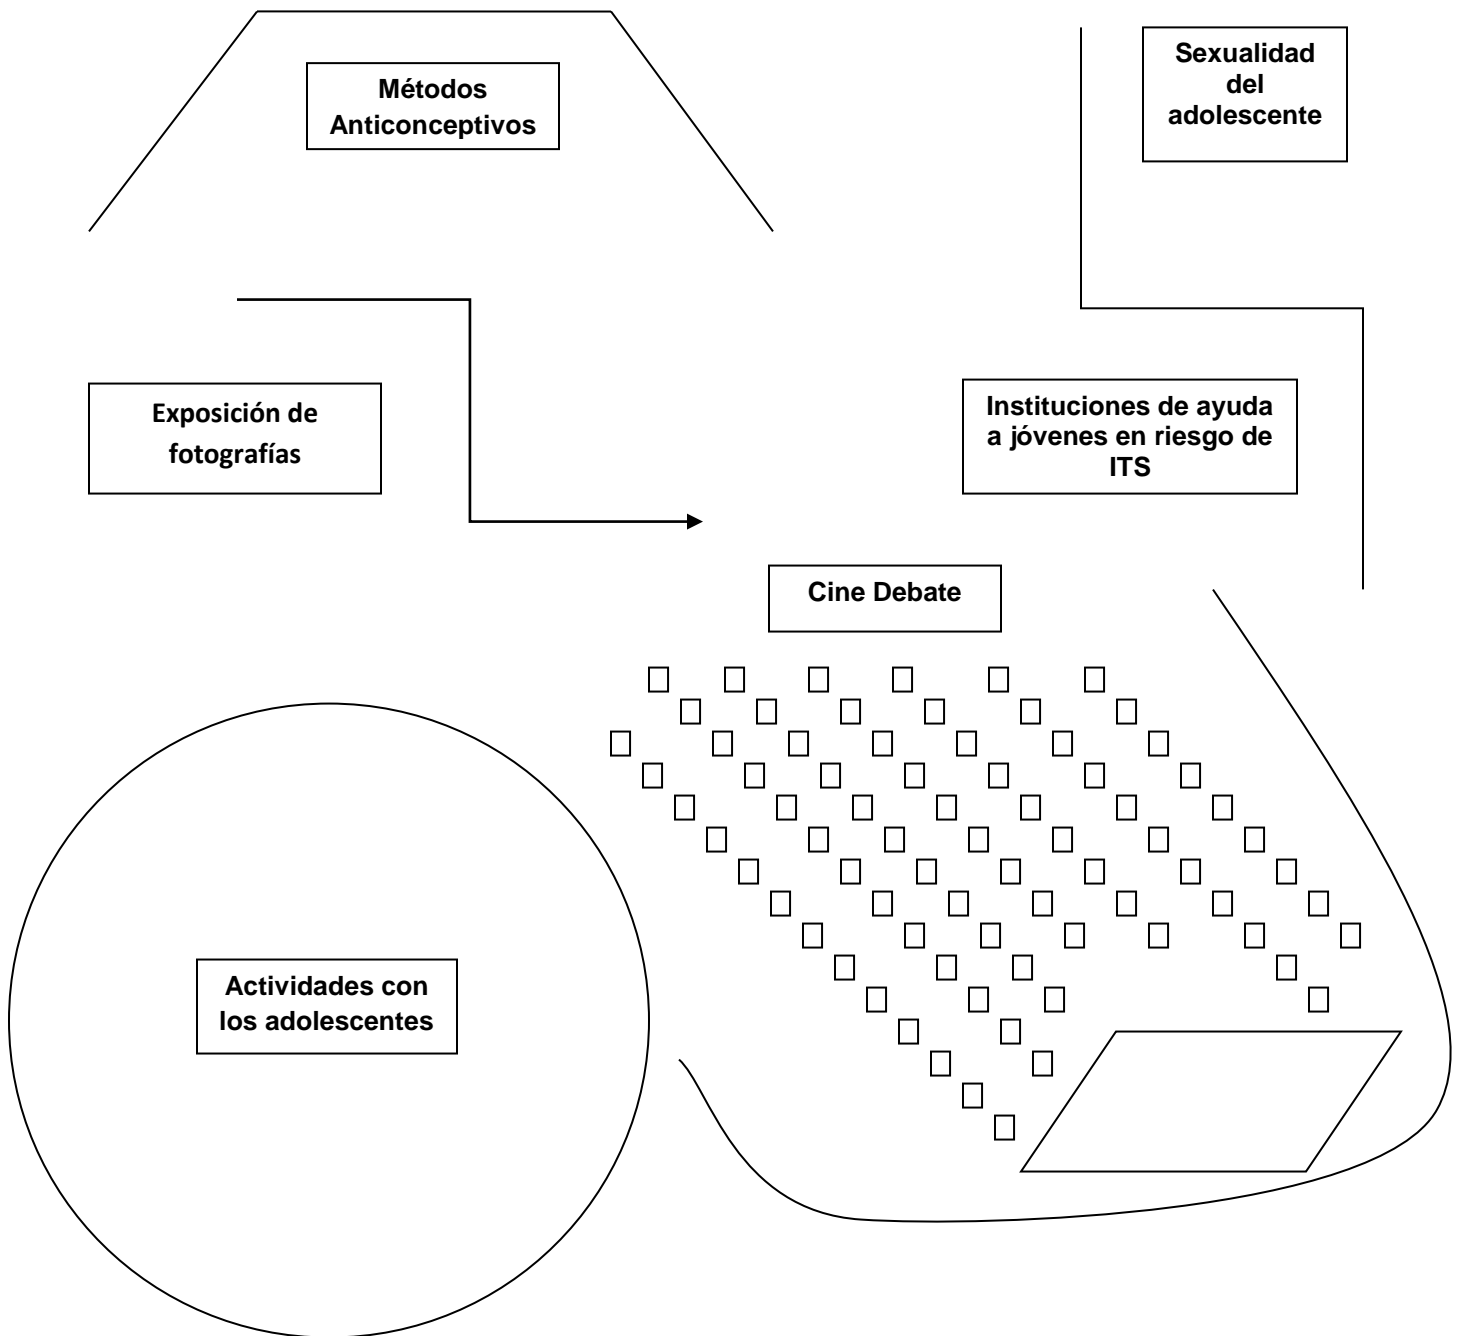 Métodos
Anticonceptivos
Sexualidad
del
adolescente
Exposición de
fotografías
Instituciones de ayuda
a jóvenes en riesgo de
ITS
Cine Debate
Actividades con
los adolescentes